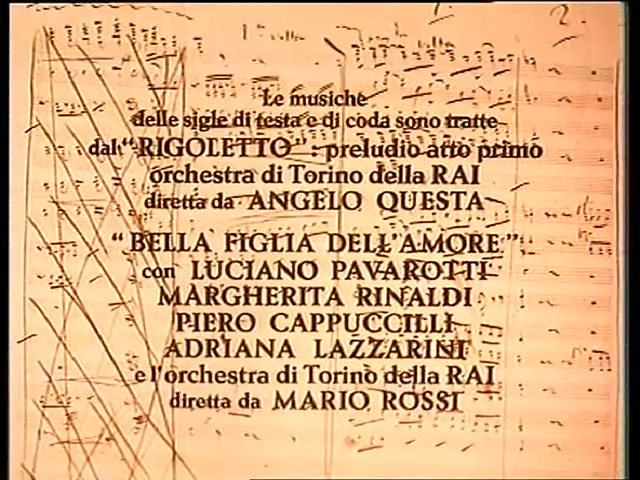 2.
Le musiche
delle sigle di testa e di coda sono tratte
dal "RIGOLETTO": preludio atto primo
orchestra di Torino della RAI
diretta da ANGELO QUESTA
"BELLA FIGLIA DELL'AMORE"
con LUCIANO PAVAROTTI
MARGHERITA RINALDI
PIERO CAPPUCCILLI
ADRIANA LAZZARINI
e l'orchestra di Torino della RAI
diretta da MARIO ROSSI